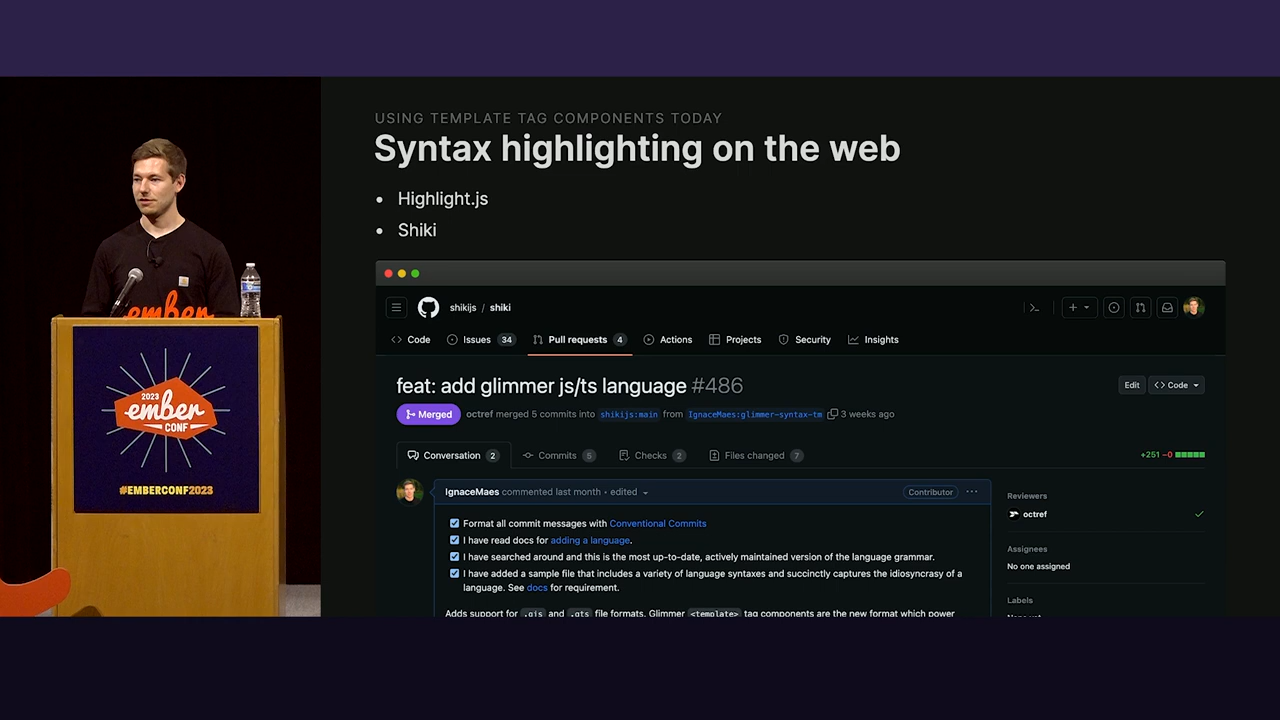 USING TEMPLATE TAG COMPONENTS TODAY
Syntax highlighting on the web
• Highlight.js
• Shiki
shikijs / shiki
Code Issues 34 Pull requests 4 Actions Projects Security Insights
feat: add glimmer js/ts language #486
Edit Code
Merged octref merged 5 commits into shikijs:main from IgnaceMaes:glimmer-syntax-tm 3 weeks ago
Conversation 2 Commits 5 Checks 2 Files changed 7 +251 −0
IgnaceMaes commented last month • edited Contributor
Format all commit messages with Conventional Commits
I have read docs for adding a language.
I have searched around and this is the most up-to-date, actively maintained version of the language grammar.
I have added a sample file that includes a variety of language syntaxes and succinctly captures the idiosyncrasy of a
language. See docs for requirement.
Adds support for .gjs and .gts file formats. Glimmer <template> tag components are the new format which power
Reviewers
octref
Assignees
No one assigned
Labels
None yet
ember
2023
ember
CONF
#EMBERCONF2023